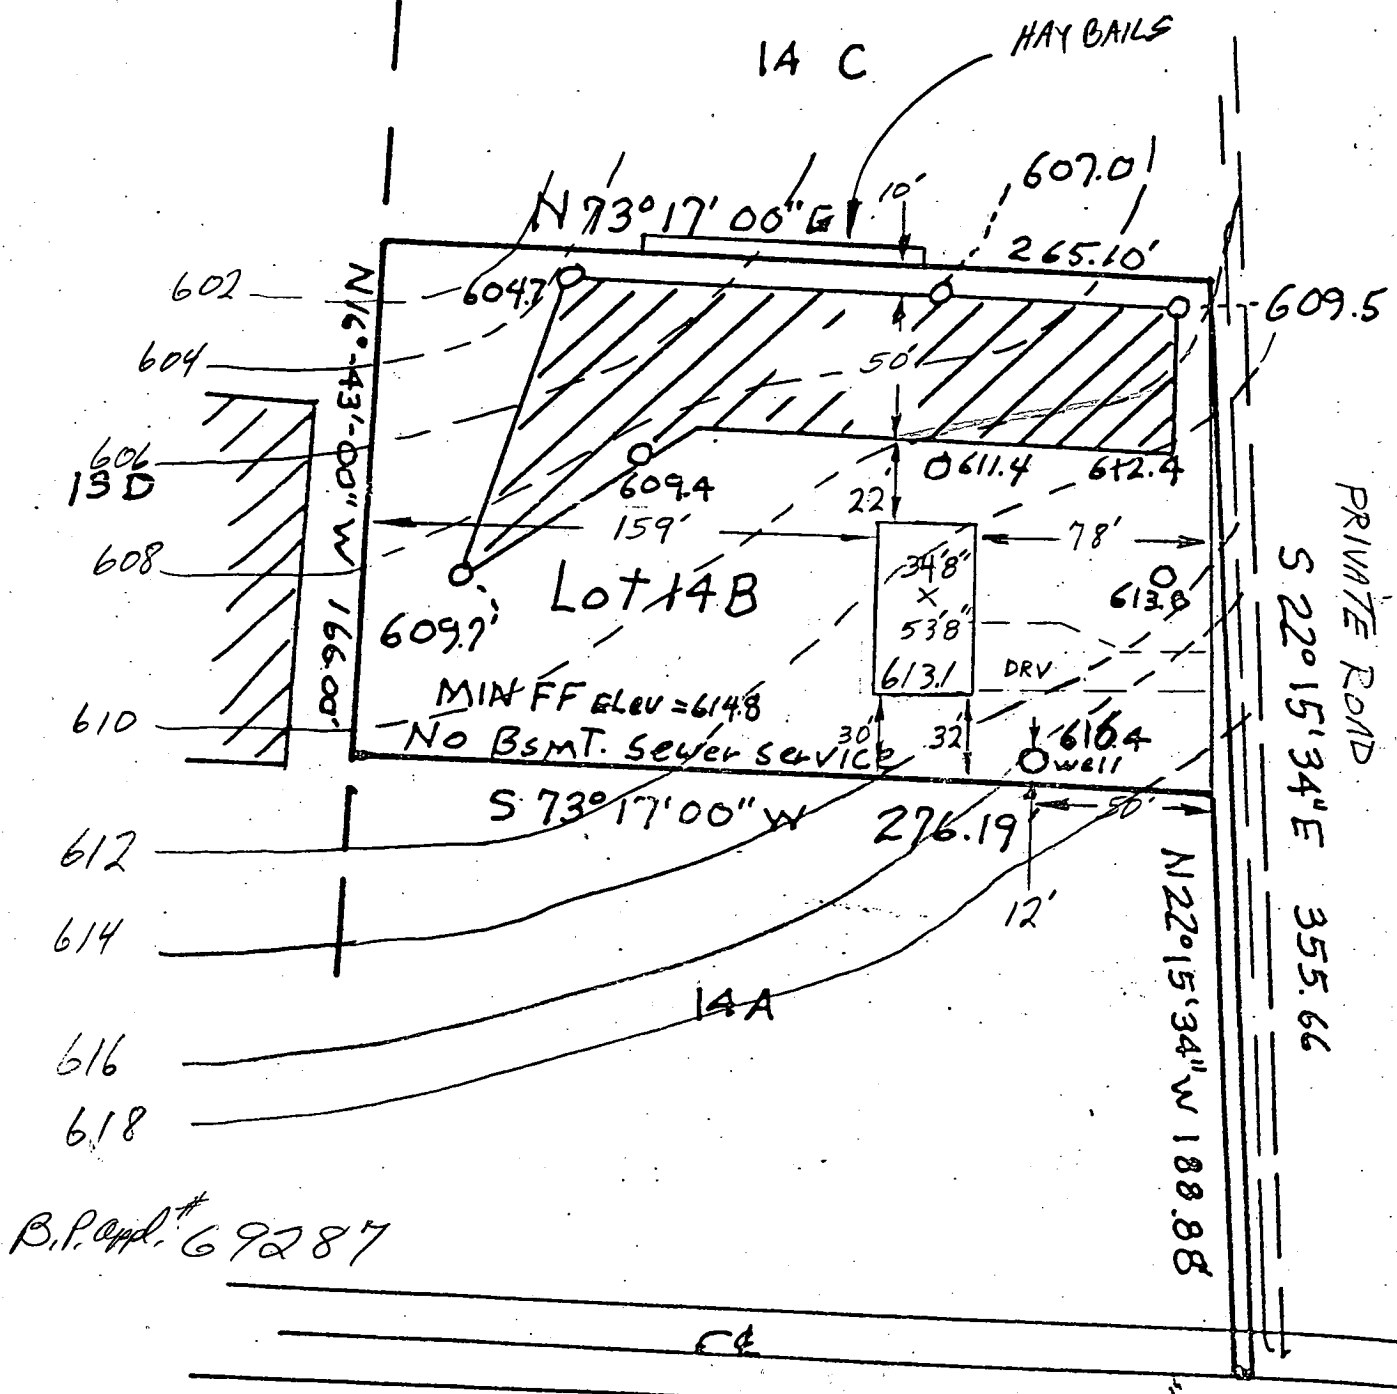 14 C
HAY BAILS
607.0
N 73° 17' 00" E
10'
265.10'
602
604.7
609.5
N 16°-43'-00" W 166.00'
604
50'
606
13 D
609.4
611.4
612.4
22'
159'
78'
608
Lot 14B
34'8"
X
53'8"
613.1
613.8
609.7'
DRV
MIN FF ELEV = 614.8
No BSMT. Sewer Service
610
30'
32'
616.4
well
S 73° 17' 00" W
276.19'
50'
12'
612
614
14A
616
618
PRIVATE ROAD
S 22° 15' 34" E 355.66
N 22° 15' 34" W 188.88
B.P. appl. # 69287